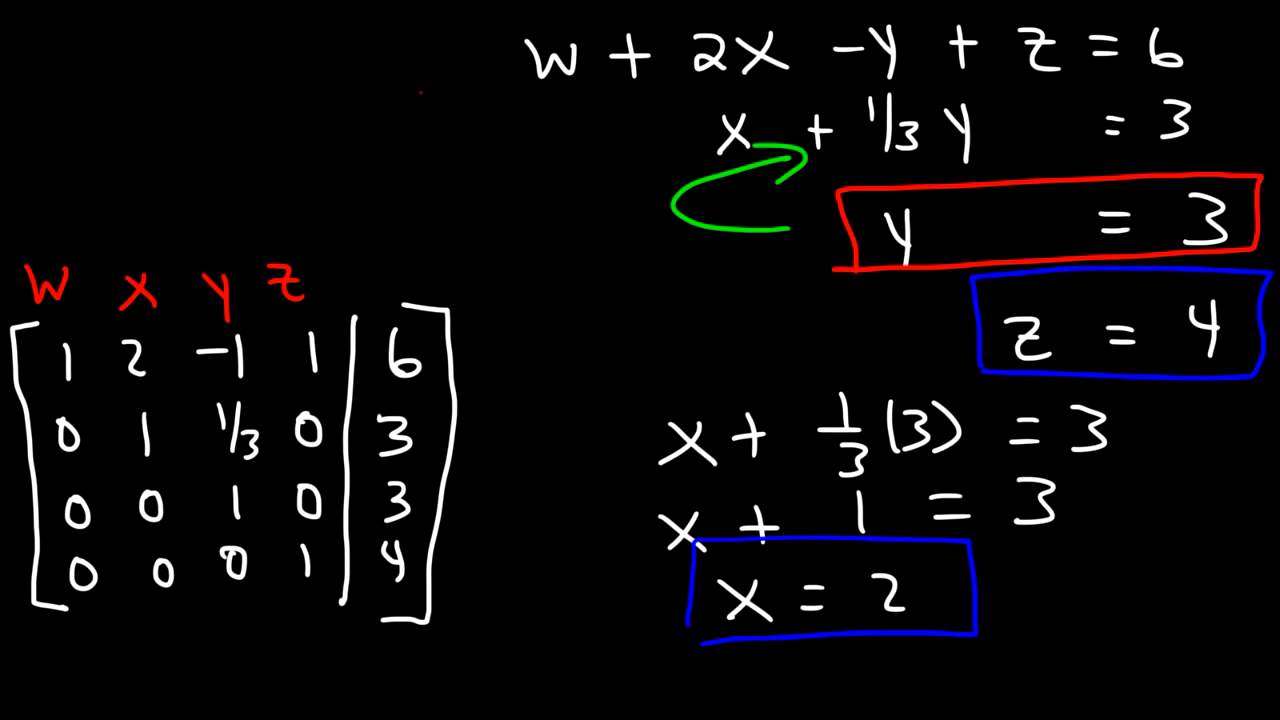 w + 2x - y + z = 6
x + 1/3 y = 3
y = 3
z = 4
w x y z
1 2 -1 1 | 6
0 1 1/3 0 | 3
0 0 1 0 | 3
0 0 0 1 | 4
x + 1/3 (3) = 3
x + 1 = 3
x = 2